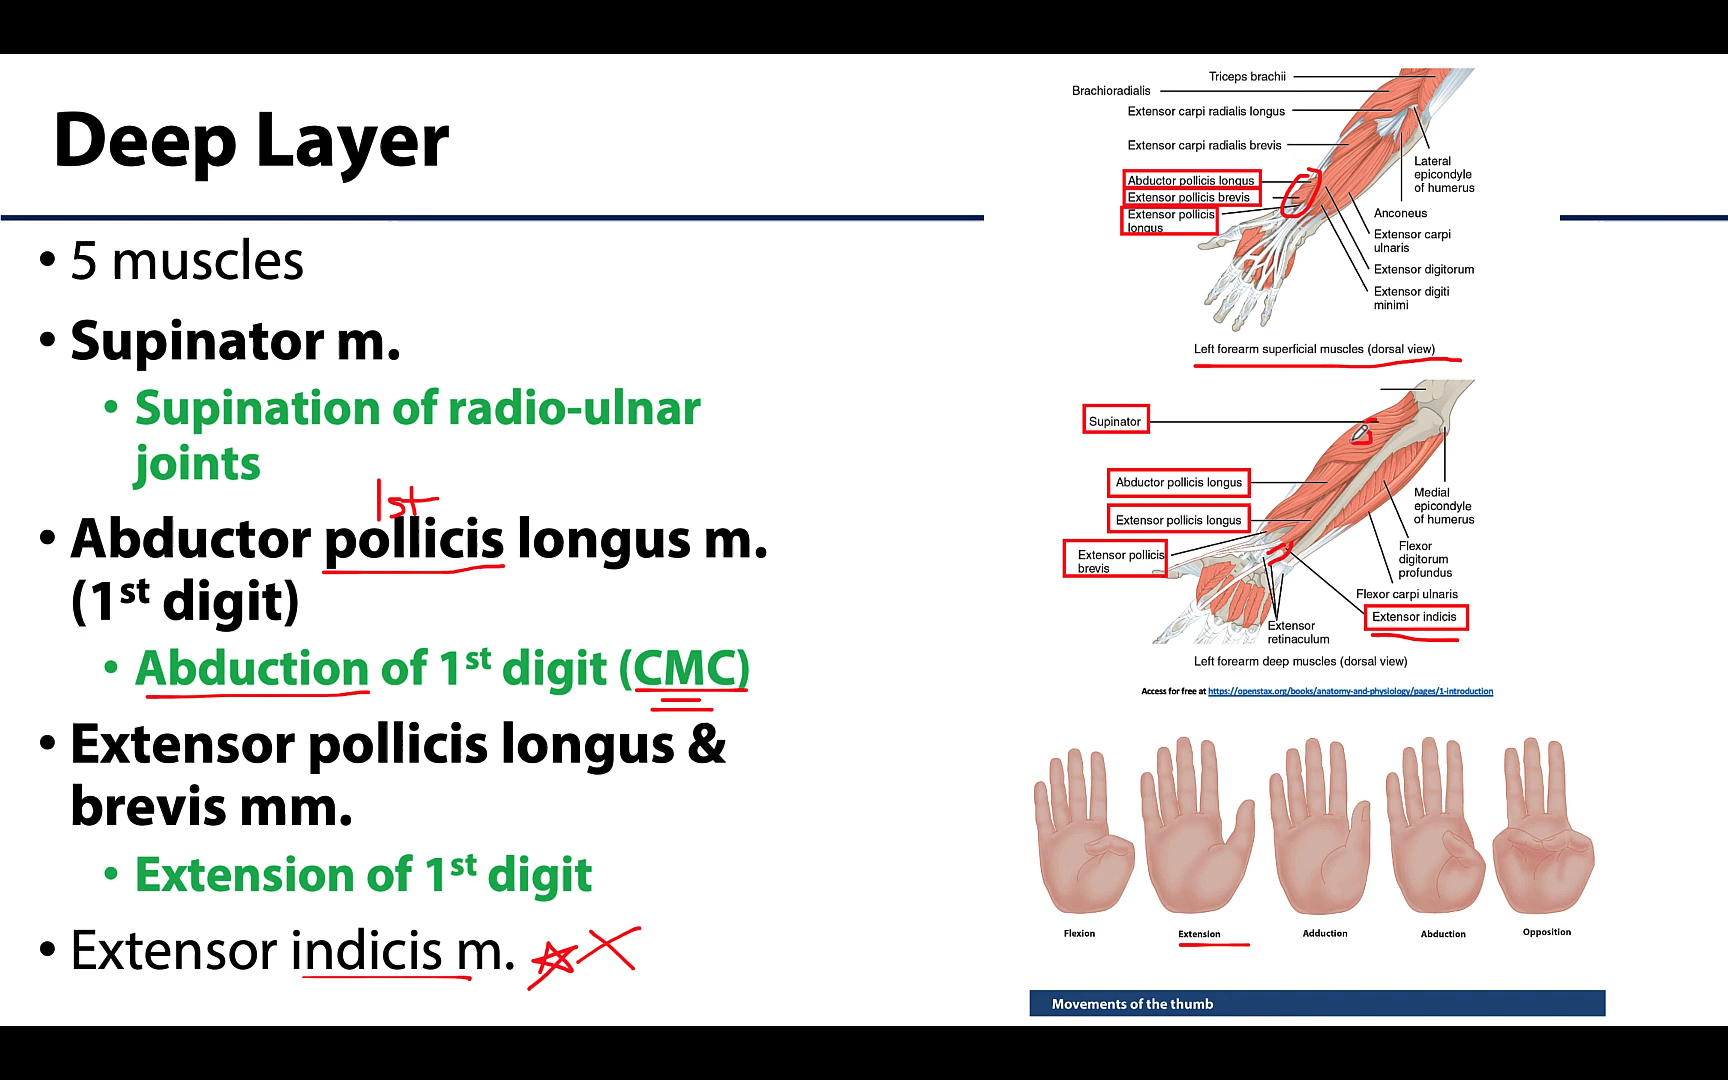 Deep Layer
• 5 muscles
• Supinator m.
• Supination of radio-ulnar
joints
1st
• Abductor pollicis longus m.
(1st digit)
• Abduction of 1st digit (CMC)
• Extensor pollicis longus &
brevis mm.
• Extension of 1st digit
• Extensor indicis m.
Triceps brachii
Brachioradialis
Extensor carpi radialis longus
Extensor carpi radialis brevis
Abductor pollicis longus
Extensor pollicis brevis
Extensor pollicis
longus
Lateral
epicondyle
of humerus
Anconeus
Extensor carpi
ulnaris
Extensor digitorum
Extensor digiti
minimi
Left forearm superficial muscles (dorsal view)
Supinator
Abductor pollicis longus
Extensor pollicis longus
Extensor pollicis
brevis
Medial
epicondyle
of humerus
Flexor
digitorum
profundus
Flexor carpi ulnaris
Extensor indicis
Extensor
retinaculum
Left forearm deep muscles (dorsal view)
Access for free at https://openstax.org/books/anatomy-and-physiology/pages/1-introduction
Flexion
Extension
Adduction
Abduction
Opposition
Movements of the thumb